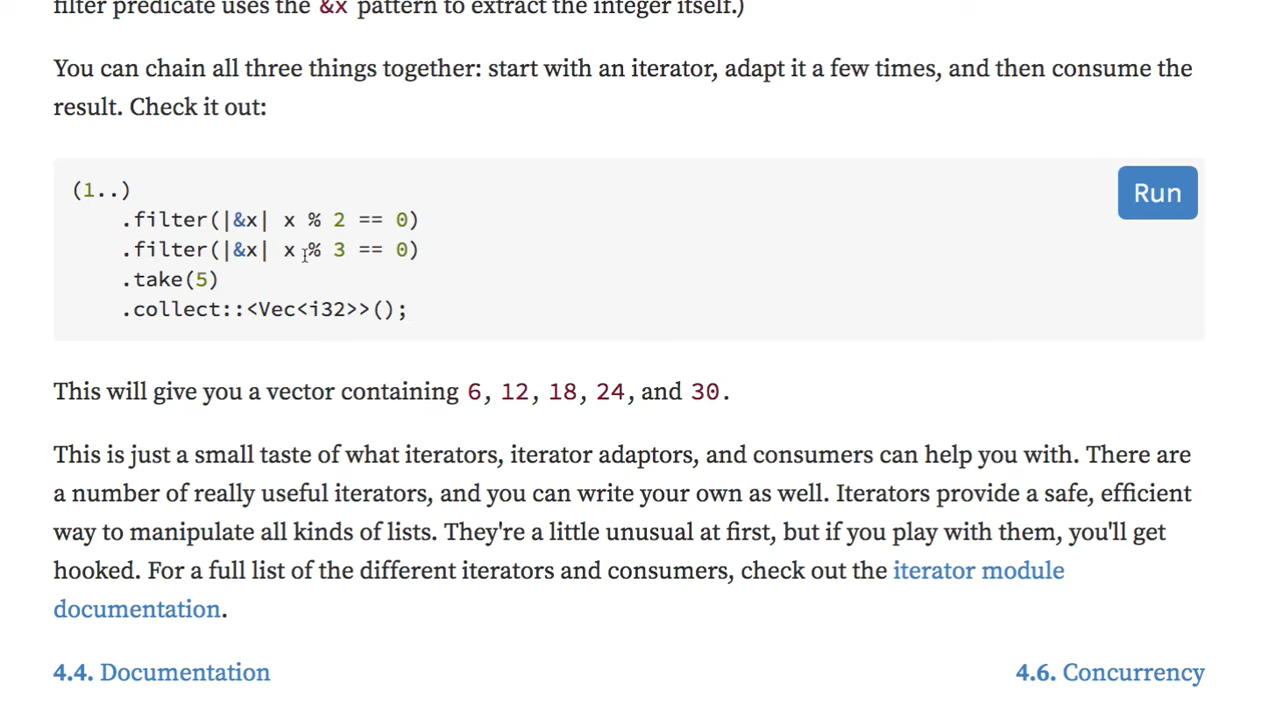 filter predicate uses the &x pattern to extract the integer itself.)
You can chain all three things together: start with an iterator, adapt it a few times, and then consume the
result. Check it out:
Run
(1..)
    .filter(|&x| x % 2 == 0)
    .filter(|&x| x % 3 == 0)
    .take(5)
    .collect::<Vec<i32>>();
This will give you a vector containing 6, 12, 18, 24, and 30.
This is just a small taste of what iterators, iterator adaptors, and consumers can help you with. There are
a number of really useful iterators, and you can write your own as well. Iterators provide a safe, efficient
way to manipulate all kinds of lists. They're a little unusual at first, but if you play with them, you'll get
hooked. For a full list of the different iterators and consumers, check out the iterator module
documentation.
4.4. Documentation
4.6. Concurrency